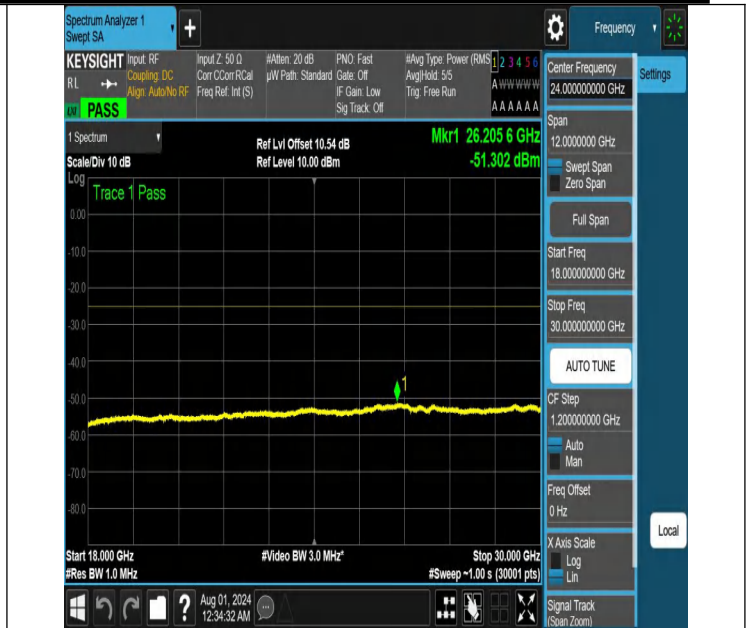 Spectrum Analyzer 1
Swept SA
+
Frequency
KEYSIGHT
RL
PASS
Input: RF
Coupling: DC
Align: Auto/No RF
Input Z: 50 Ω
Corr CCorr RCal
Freq Ref: Int (S)
#Atten: 20 dB
µW Path: Standard
PNO: Fast
Gate: Off
IF Gain: Low
Sig Track: Off
#Avg Type: Power (RMS
Avg|Hold: 5/5
Trig: Free Run
1 2 3 4 5 6
A W W W W W
A A A A A A
1 Spectrum
Scale/Div 10 dB
Ref Lvl Offset 10.54 dB
Ref Level 10.00 dBm
Mkr1 26.205 6 GHz
-51.302 dBm
Log
Trace 1 Pass
0.00
-10.0
-20.0
-30.0
-40.0
-50.0
-60.0
-70.0
-80.0
1
Start 18.000 GHz
#Res BW 1.0 MHz
#Video BW 3.0 MHz*
Stop 30.000 GHz
#Sweep ~1.00 s (30001 pts)
Center Frequency
24.000000000 GHz
Settings
Span
12.0000000 GHz
Swept Span
Zero Span
Full Span
Start Freq
18.000000000 GHz
Stop Freq
30.000000000 GHz
AUTO TUNE
CF Step
1.200000000 GHz
Auto
Man
Freq Offset
0 Hz
X Axis Scale
Log
Lin
Local
Signal Track
(Span Zoom)
?
Aug 01, 2024
12:34:32 AM